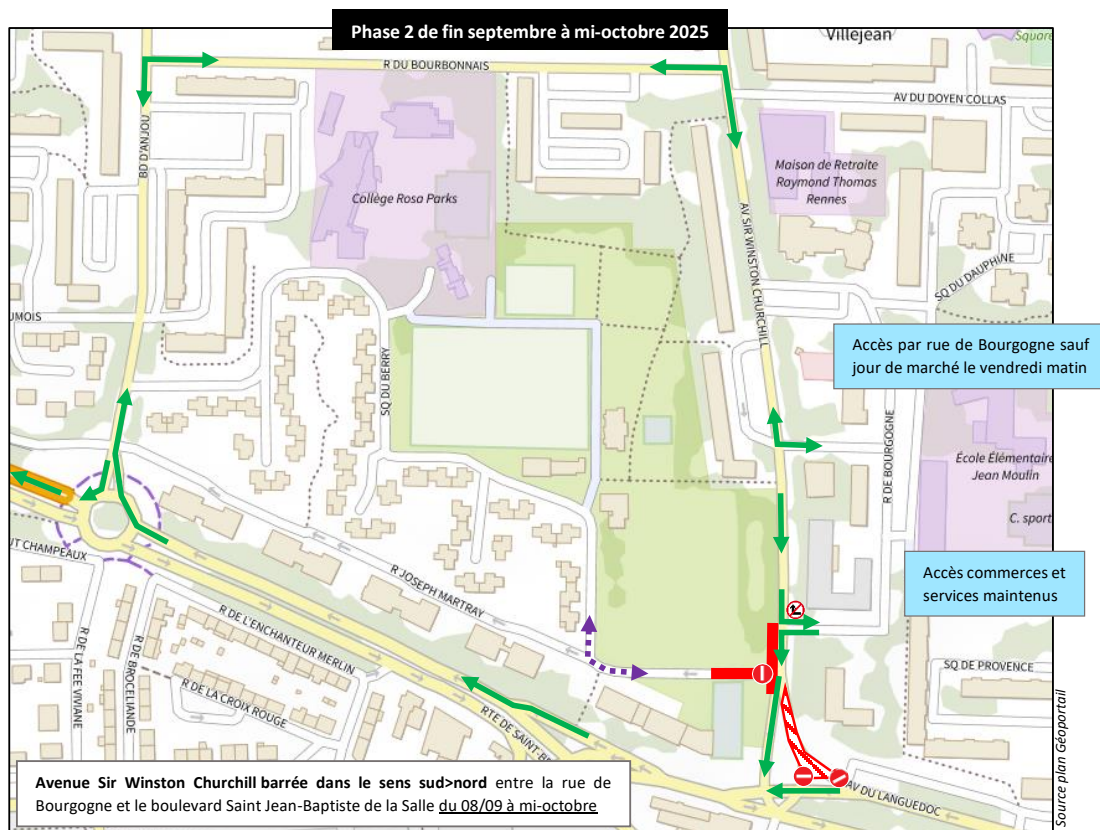 Phase 2 de fin septembre à mi-octobre 2025
Villejean
Square
R DU BOURBONNAIS
AV DU DOYEN COLLAS
BD D'ANJOU
Collège Rosa Parks
Maison de Retraite
Raymond Thomas
Rennes
AV SIR WINSTON CHURCHILL
SQ DU DAUPHINE
UMOIS
SQ DU BERRY
Accès par rue de Bourgogne sauf
jour de marché le vendredi matin
R DE BOURGOGNE
École Élémentaire
Jean Moulin
C. sport
Accès commerces et
services maintenus
UT CHAMPEAUX
R JOSEPH MARTRAY
R DE L'ENCHANTEUR MERLIN
R DE LA FEE VIVIANE
R DE BROCELIANDE
R DE LA CROIX ROUGE
RTE DE SAINT-BR
SQ DE PROVENCE
AV DU LANGUEDOC
Avenue Sir Winston Churchill barrée dans le sens sud>nord entre la rue de
Bourgogne et le boulevard Saint Jean-Baptiste de la Salle du 08/09 à mi-octobre
Source plan Géoportail